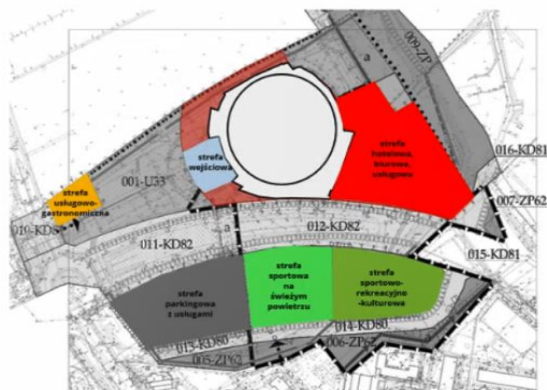 009-ZP
a
016-KD81
strefa
hotelowa,
biurowa,
usługowa
strefa
wejściowa
001-U33
strefa
usługowo-
gastronomiczna
007-ZP62
012-KD82
a
011-KD82
015-KD81
strefa
parkingowa
z usługami
strefa
sportowa
na
świeżym
powietrzu
strefa
sportowo-
rekreacyjno
-kulturowa
014-KD80
013-KD80
006-ZP62
005-ZP62